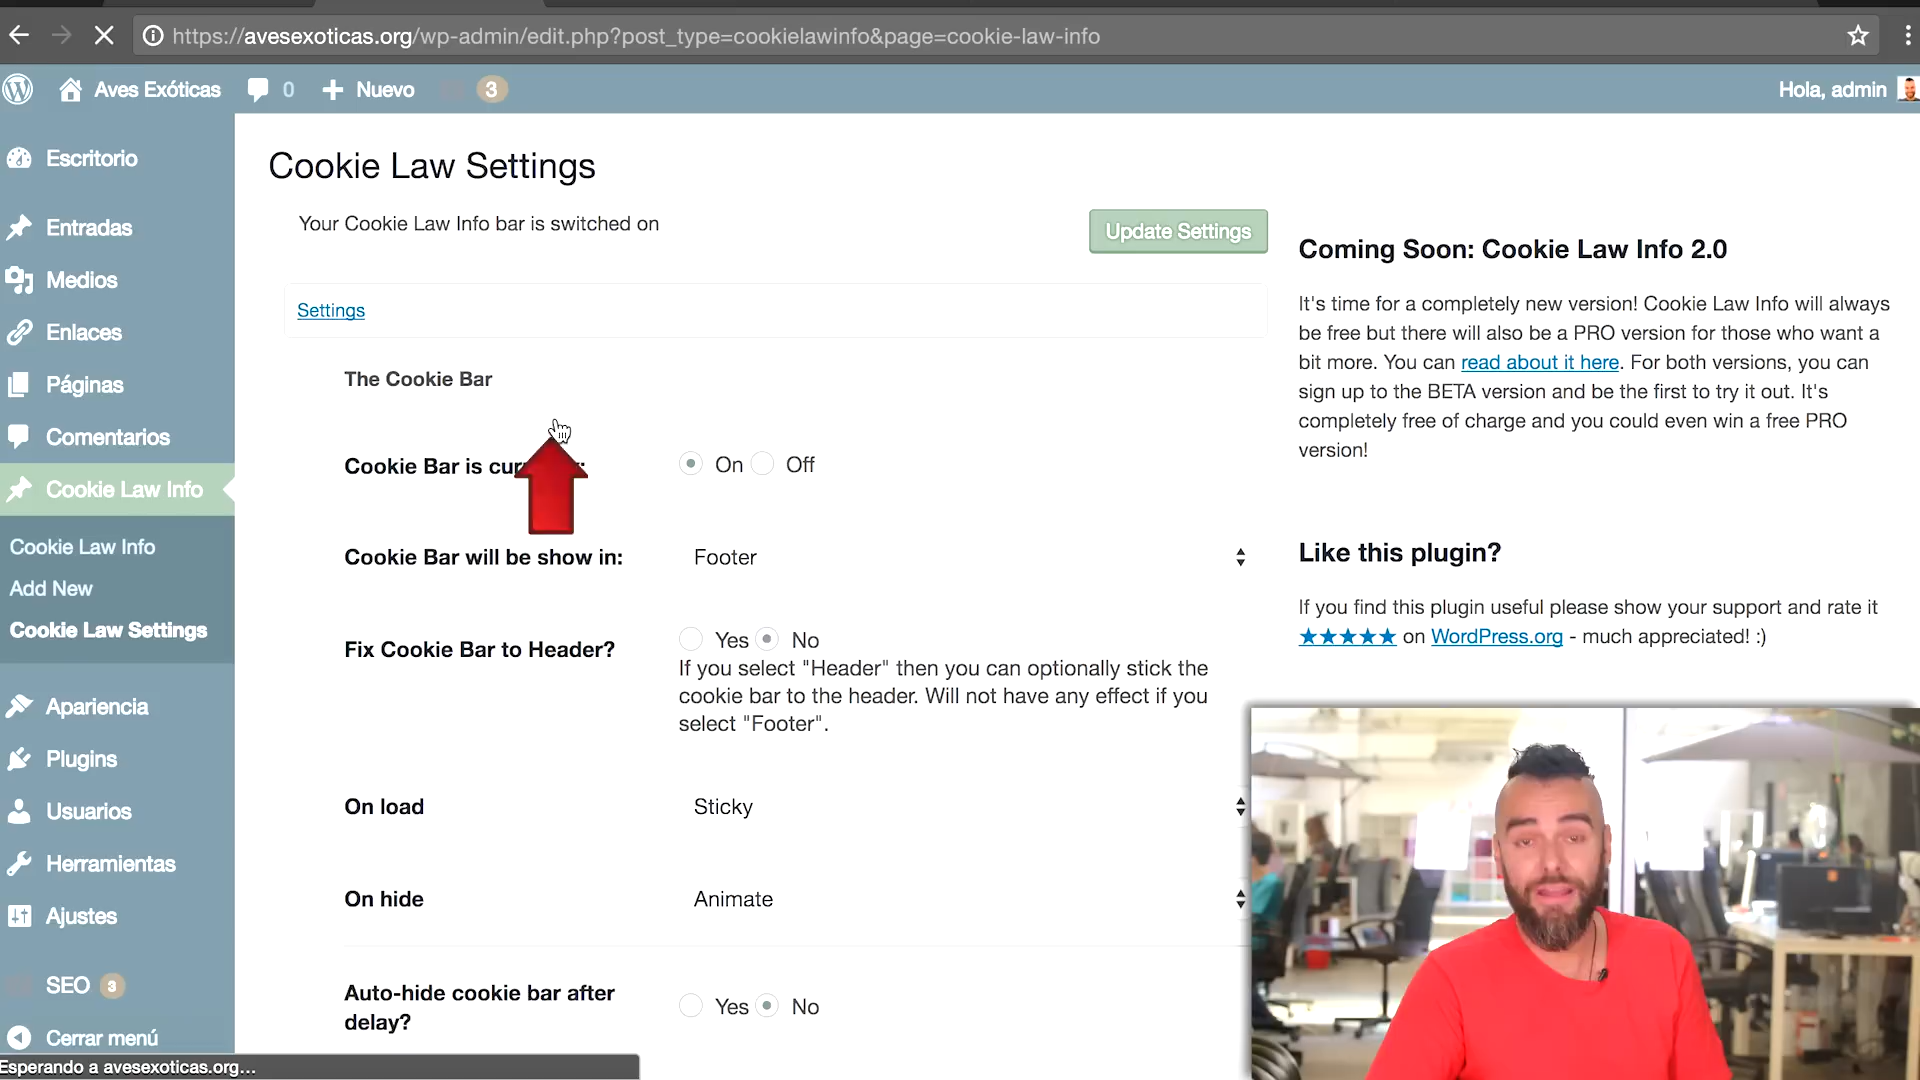 https://avesexoticas.org/wp-admin/edit.php?post_type=cookielawinfo&page=cookie-law-info
Aves Exóticas 0 Nuevo 3 Hola, admin
Escritorio
Entradas
Medios
Enlaces
Páginas
Comentarios
Cookie Law Info
Cookie Law Info
Add New
Cookie Law Settings
Apariencia
Plugins
Usuarios
Herramientas
Ajustes
SEO 3
Cerrar menú
Esperando a avesexoticas.org...
Cookie Law Settings
Your Cookie Law Info bar is switched on
Update Settings
Settings
The Cookie Bar
Cookie Bar is On Off
Cookie Bar will be show in: Footer
Fix Cookie Bar to Header? Yes No
If you select "Header" then you can optionally stick the
cookie bar to the header. Will not have any effect if you
select "Footer".
On load Sticky
On hide Animate
Auto-hide cookie bar after
delay? Yes No
Coming Soon: Cookie Law Info 2.0
It's time for a completely new version! Cookie Law Info will always
be free but there will also be a PRO version for those who want a
bit more. You can read about it here. For both versions, you can
sign up to the BETA version and be the first to try it out. It's
completely free of charge and you could even win a free PRO
version!
Like this plugin?
If you find this plugin useful please show your support and rate it
★★★★★ on WordPress.org - much appreciated! :)